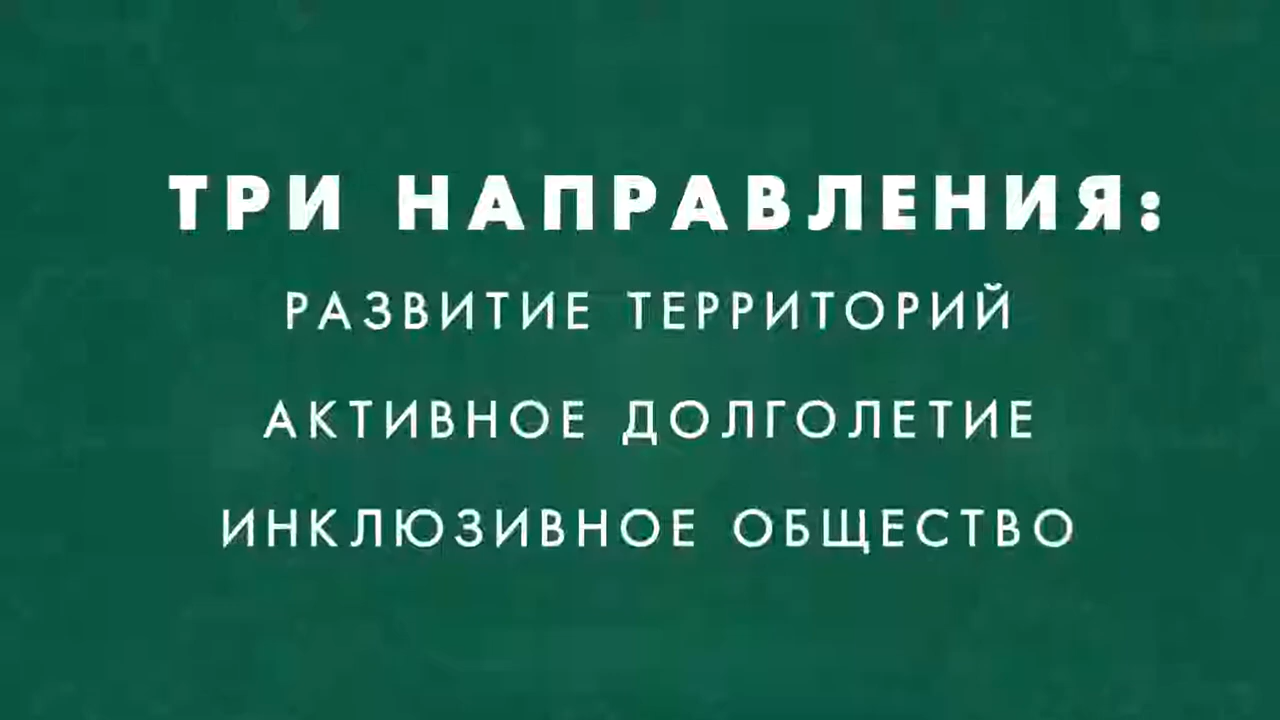 ТРИ НАПРАВЛЕНИЯ:
РАЗВИТИЕ ТЕРРИТОРИЙ
АКТИВНОЕ ДОЛГОЛЕТИЕ
ИНКЛЮЗИВНОЕ ОБЩЕСТВО